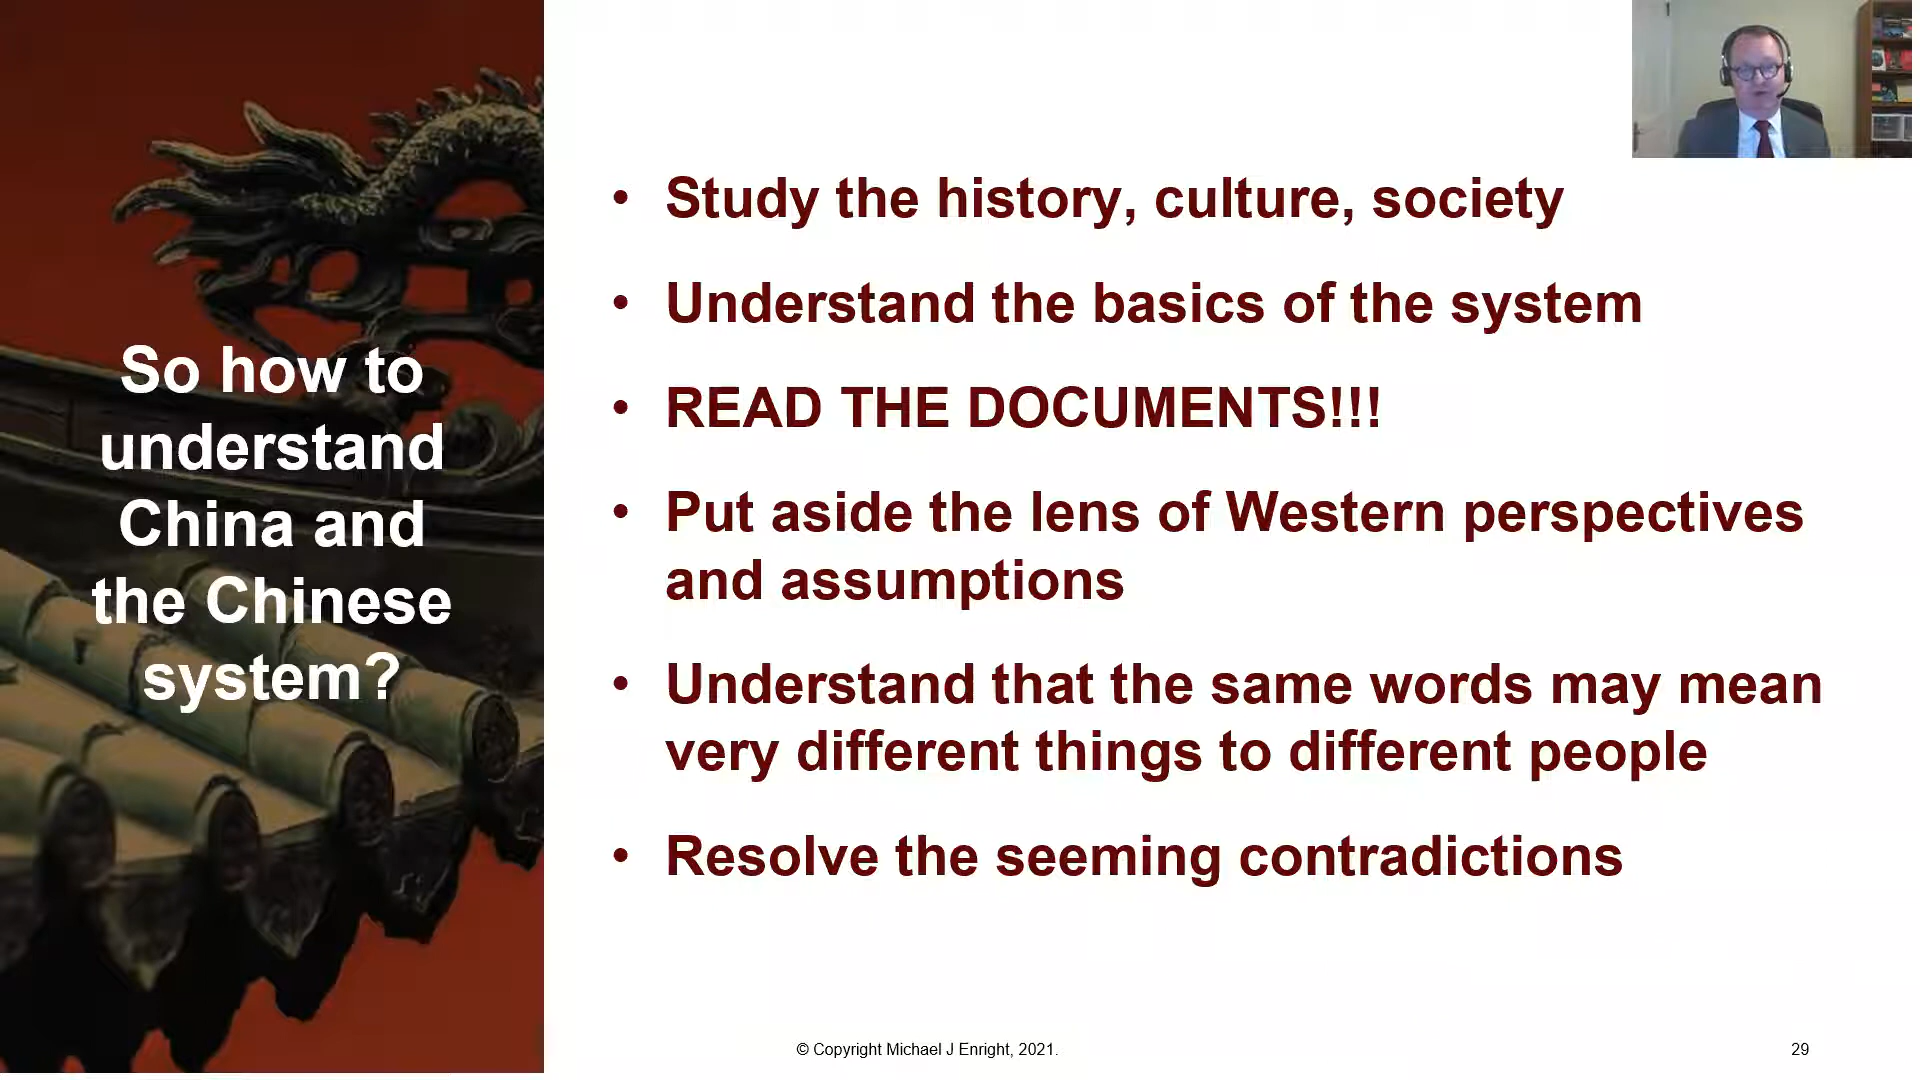 So how to
understand
China and
the Chinese
system?
• Study the history, culture, society
• Understand the basics of the system
• READ THE DOCUMENTS!!!
• Put aside the lens of Western perspectives
and assumptions
• Understand that the same words may mean
very different things to different people
• Resolve the seeming contradictions
© Copyright Michael J Enright, 2021.
29